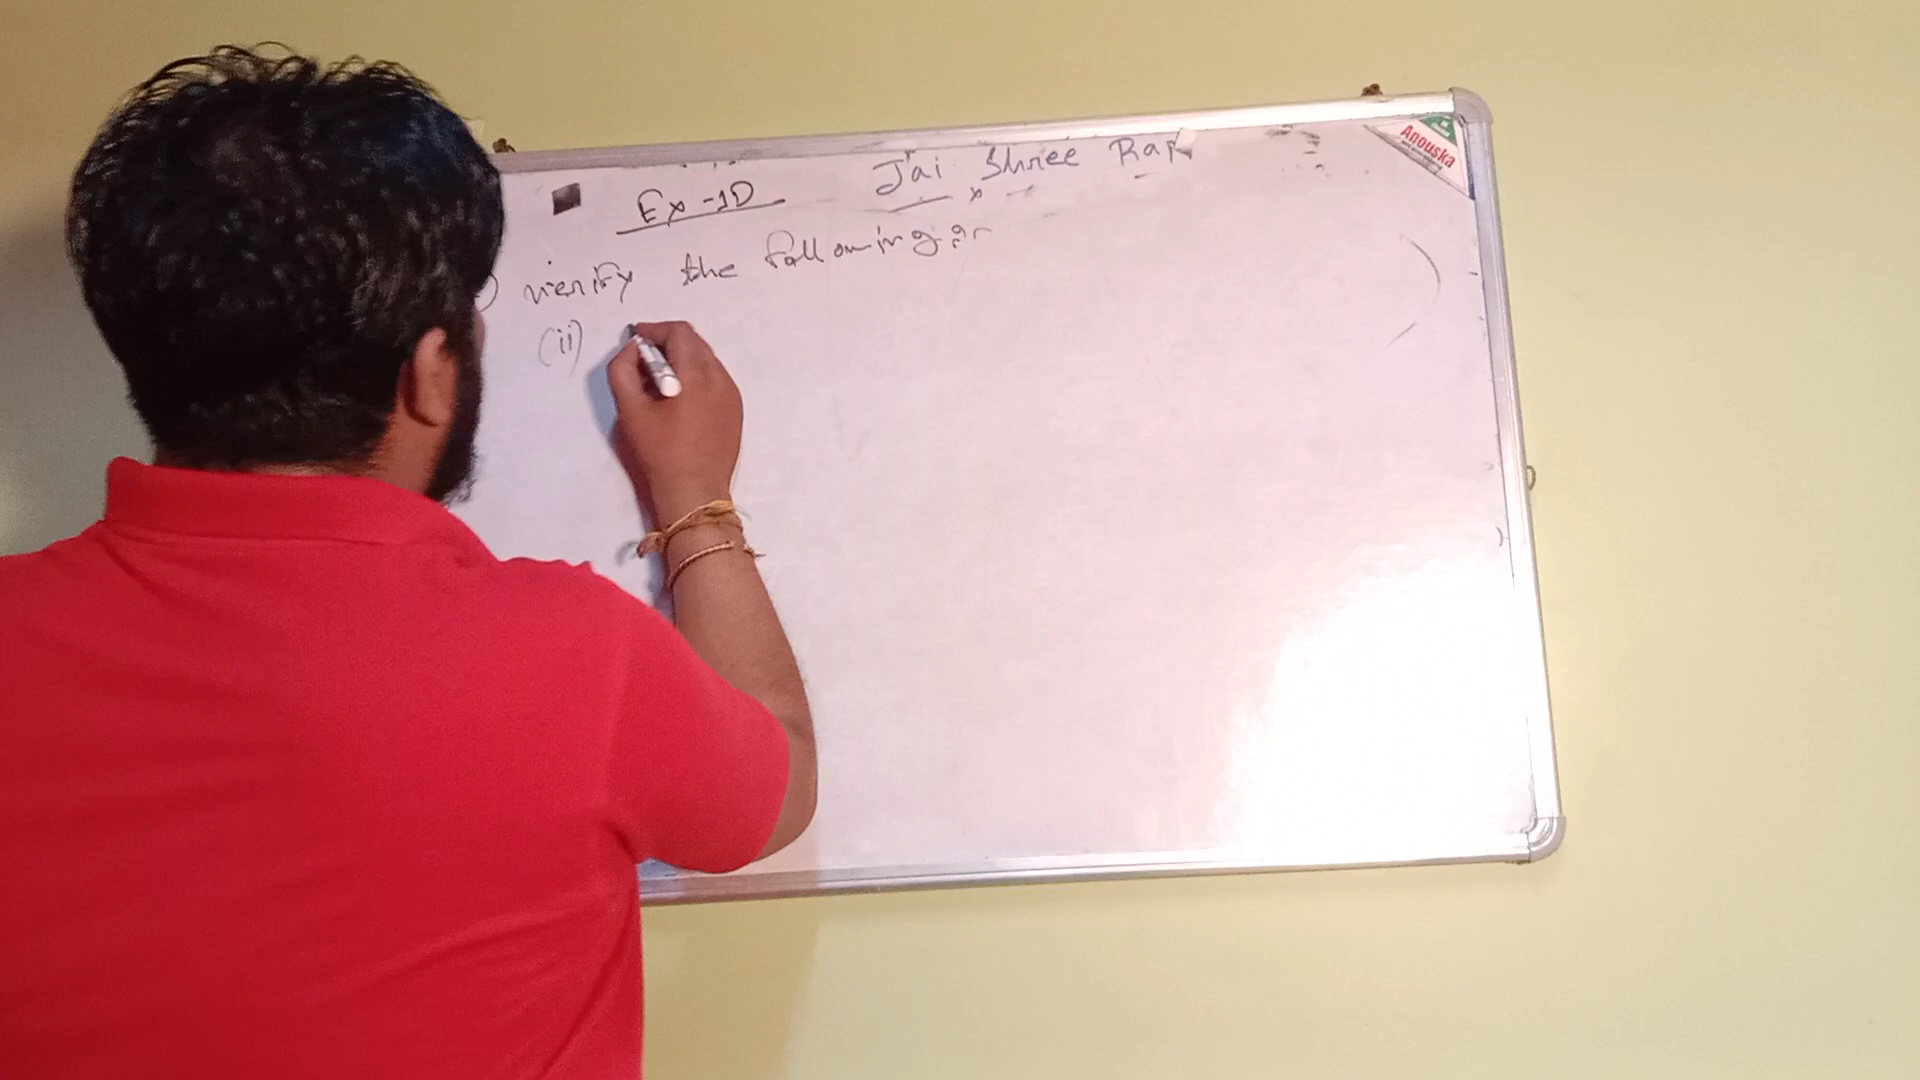 Jai Shree Ram
Anouska
Ex-1D
verify the following :-
(ii)